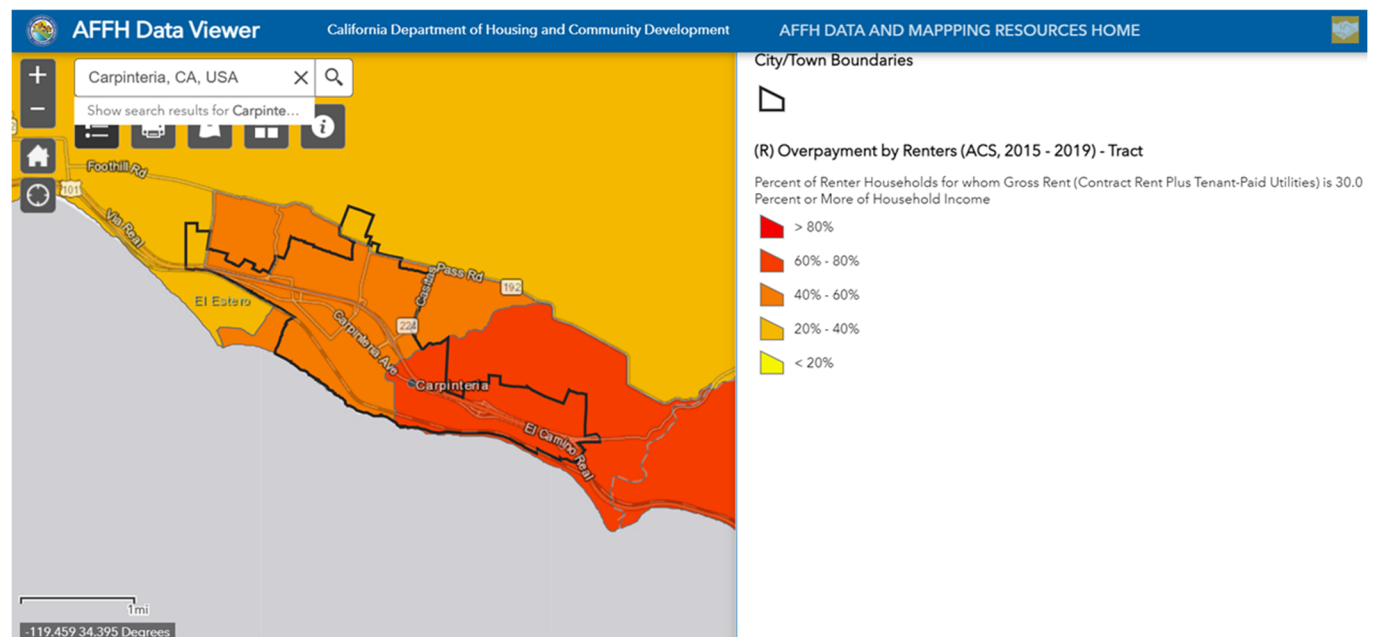 AFFH Data Viewer
California Department of Housing and Community Development
AFFH DATA AND MAPPPING RESOURCES HOME
+
Carpinteria, CA, USA
−
Show search results for Carpinte...
i
Foothill Rd
101
Via Real
El Estero
Casitas Pass Rd
192
224
Carpinteria Ave
Carpinteria
El Camino Real
1mi
-119.459 34.395 Degrees
City/Town Boundaries
(R) Overpayment by Renters (ACS, 2015 - 2019) - Tract
Percent of Renter Households for whom Gross Rent (Contract Rent Plus Tenant-Paid Utilities) is 30.0
Percent or More of Household Income
> 80%
60% - 80%
40% - 60%
20% - 40%
< 20%